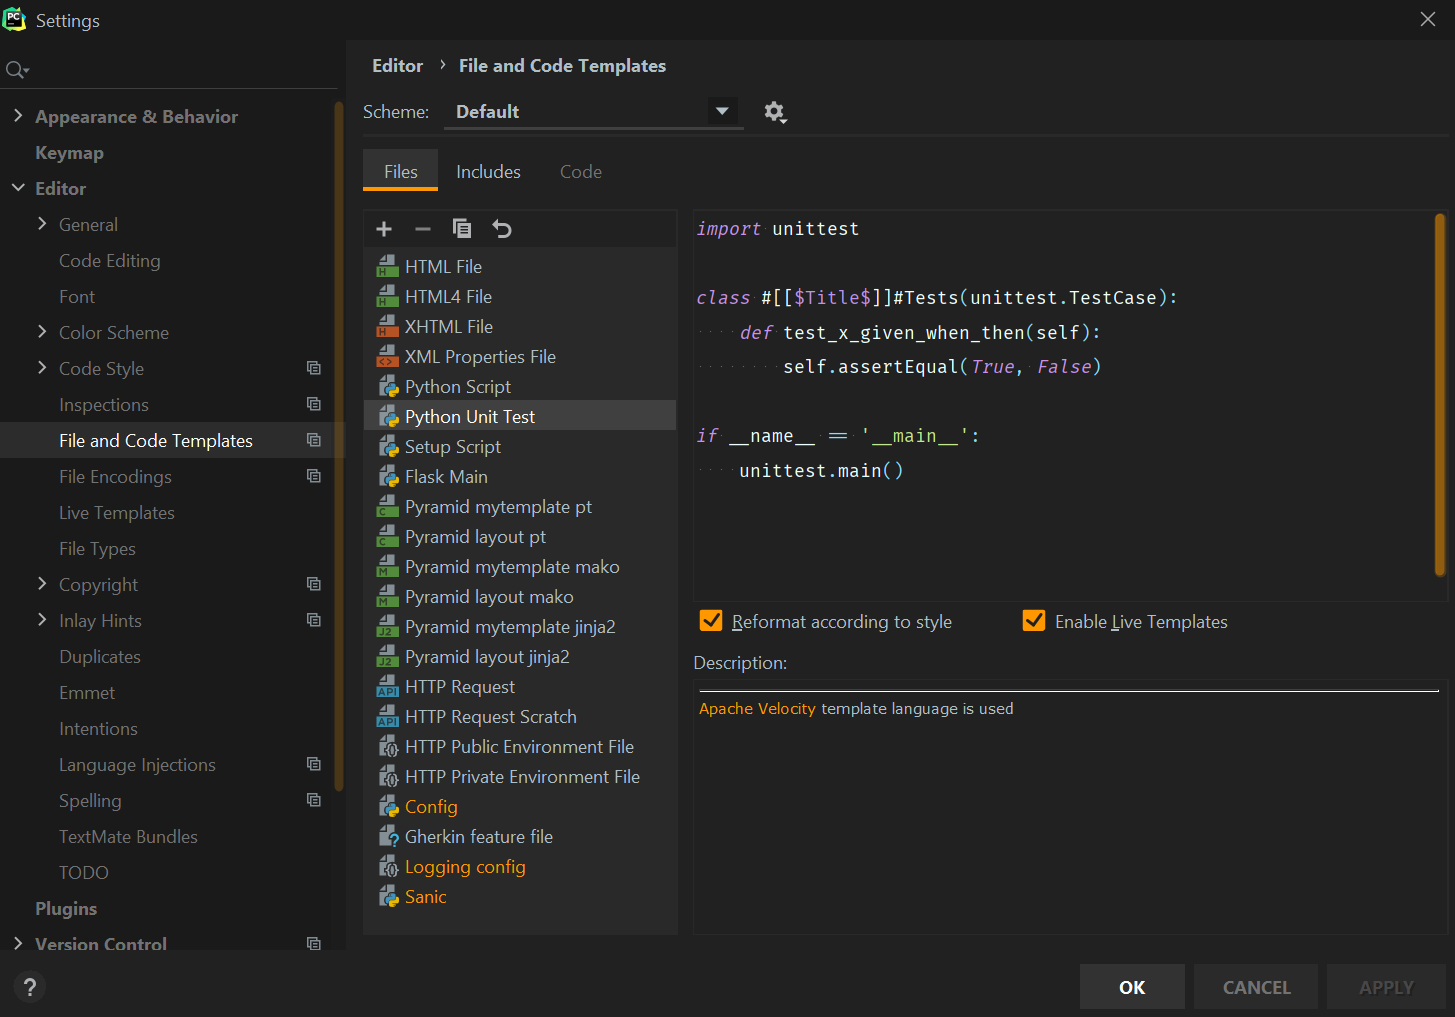 PC Settings
Appearance & Behavior
Keymap
Editor
General
Code Editing
Font
Color Scheme
Code Style
Inspections
File and Code Templates
File Encodings
Live Templates
File Types
Copyright
Inlay Hints
Duplicates
Emmet
Intentions
Language Injections
Spelling
TextMate Bundles
TODO
Plugins
Version Control
?
Editor › File and Code Templates
Scheme: Default
Files Includes Code
H HTML File
H HTML4 File
H XHTML File
<> XML Properties File
Python Script
Python Unit Test
Setup Script
Flask Main
C Pyramid mytemplate pt
C Pyramid layout pt
M Pyramid mytemplate mako
M Pyramid layout mako
J2 Pyramid mytemplate jinja2
J2 Pyramid layout jinja2
API HTTP Request
API HTTP Request Scratch
{} HTTP Public Environment File
{} HTTP Private Environment File
Config
? Gherkin feature file
{} Logging config
Sanic
import unittest
class #[[$Title$]]#Tests(unittest.TestCase):
def test_x_given_when_then(self):
self.assertEqual(True, False)
if __name__ == '__main__':
unittest.main()
Reformat according to style Enable Live Templates
Description:
Apache Velocity template language is used
OK CANCEL APPLY